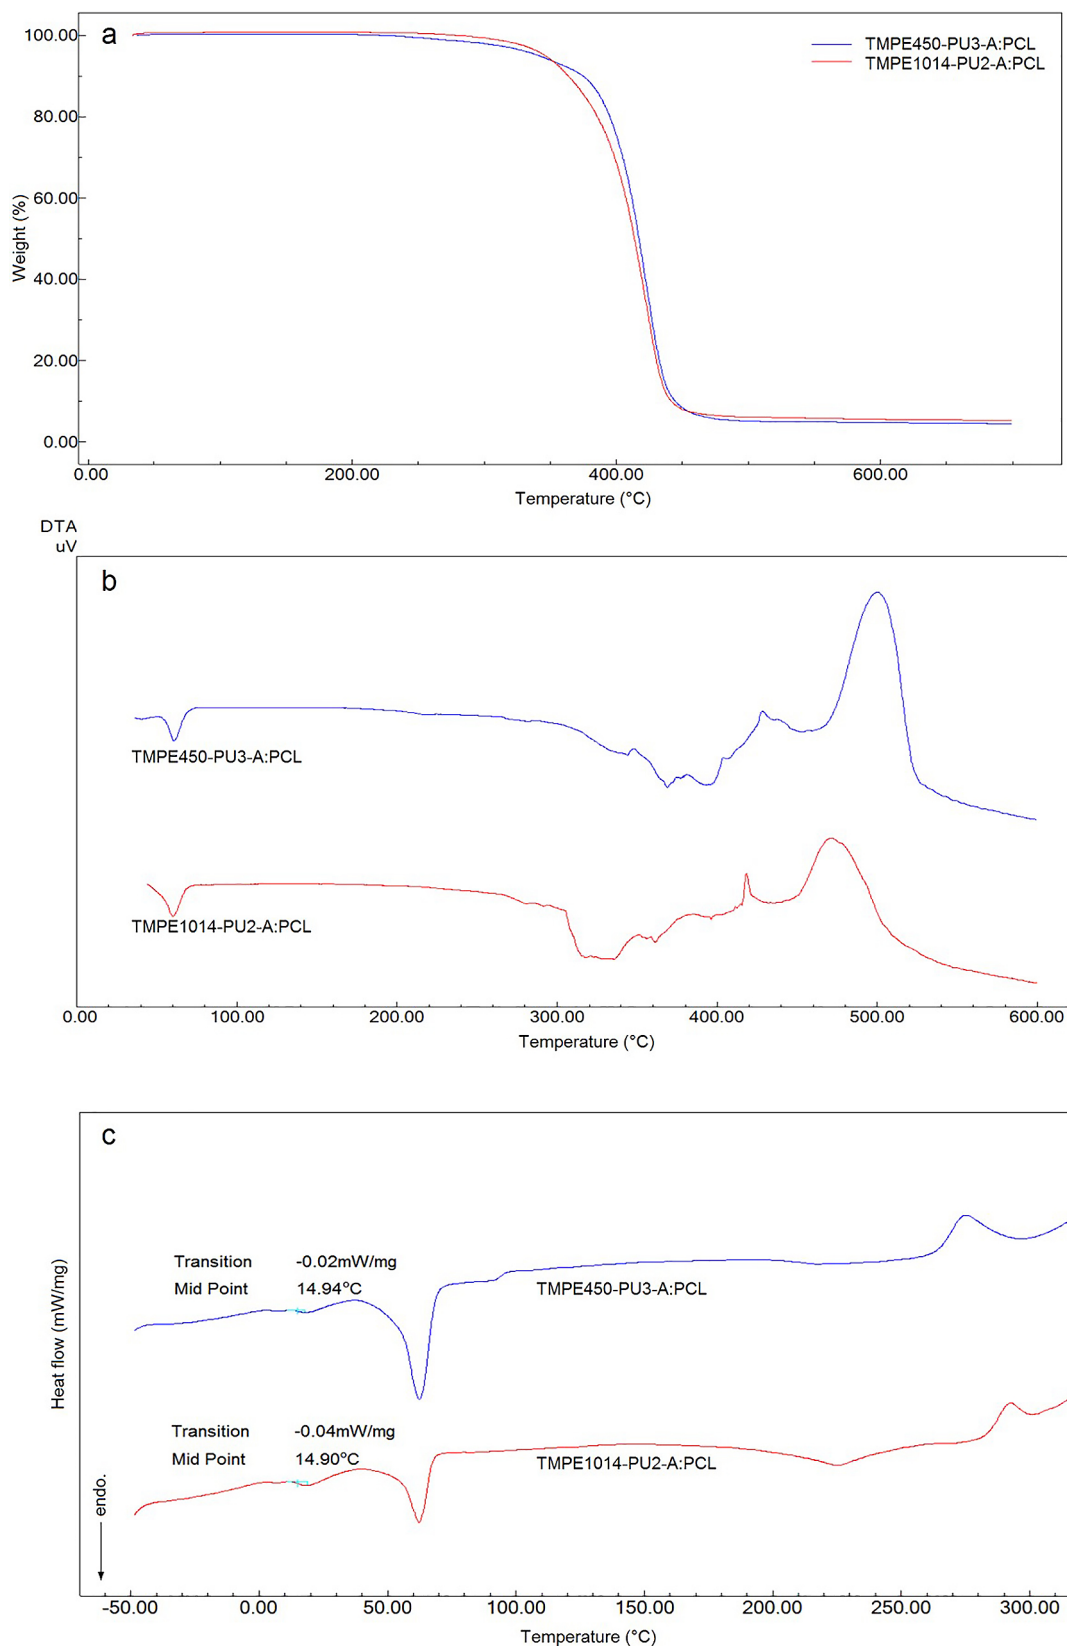 a
TMPE450-PU3-A:PCL
TMPE1014-PU2-A:PCL
100.00
80.00
60.00
40.00
20.00
0.00
Weight (%)
0.00 200.00 400.00 600.00
Temperature (°C)
DTA
uV
b
TMPE450-PU3-A:PCL
TMPE1014-PU2-A:PCL
0.00 100.00 200.00 300.00 400.00 500.00 600.00
Temperature (°C)
c
Heat flow (mW/mg)
Transition -0.02mW/mg
Mid Point 14.94°C
TMPE450-PU3-A:PCL
Transition -0.04mW/mg
Mid Point 14.90°C
TMPE1014-PU2-A:PCL
endo.
-50.00 0.00 50.00 100.00 150.00 200.00 250.00 300.00
Temperature (°C)